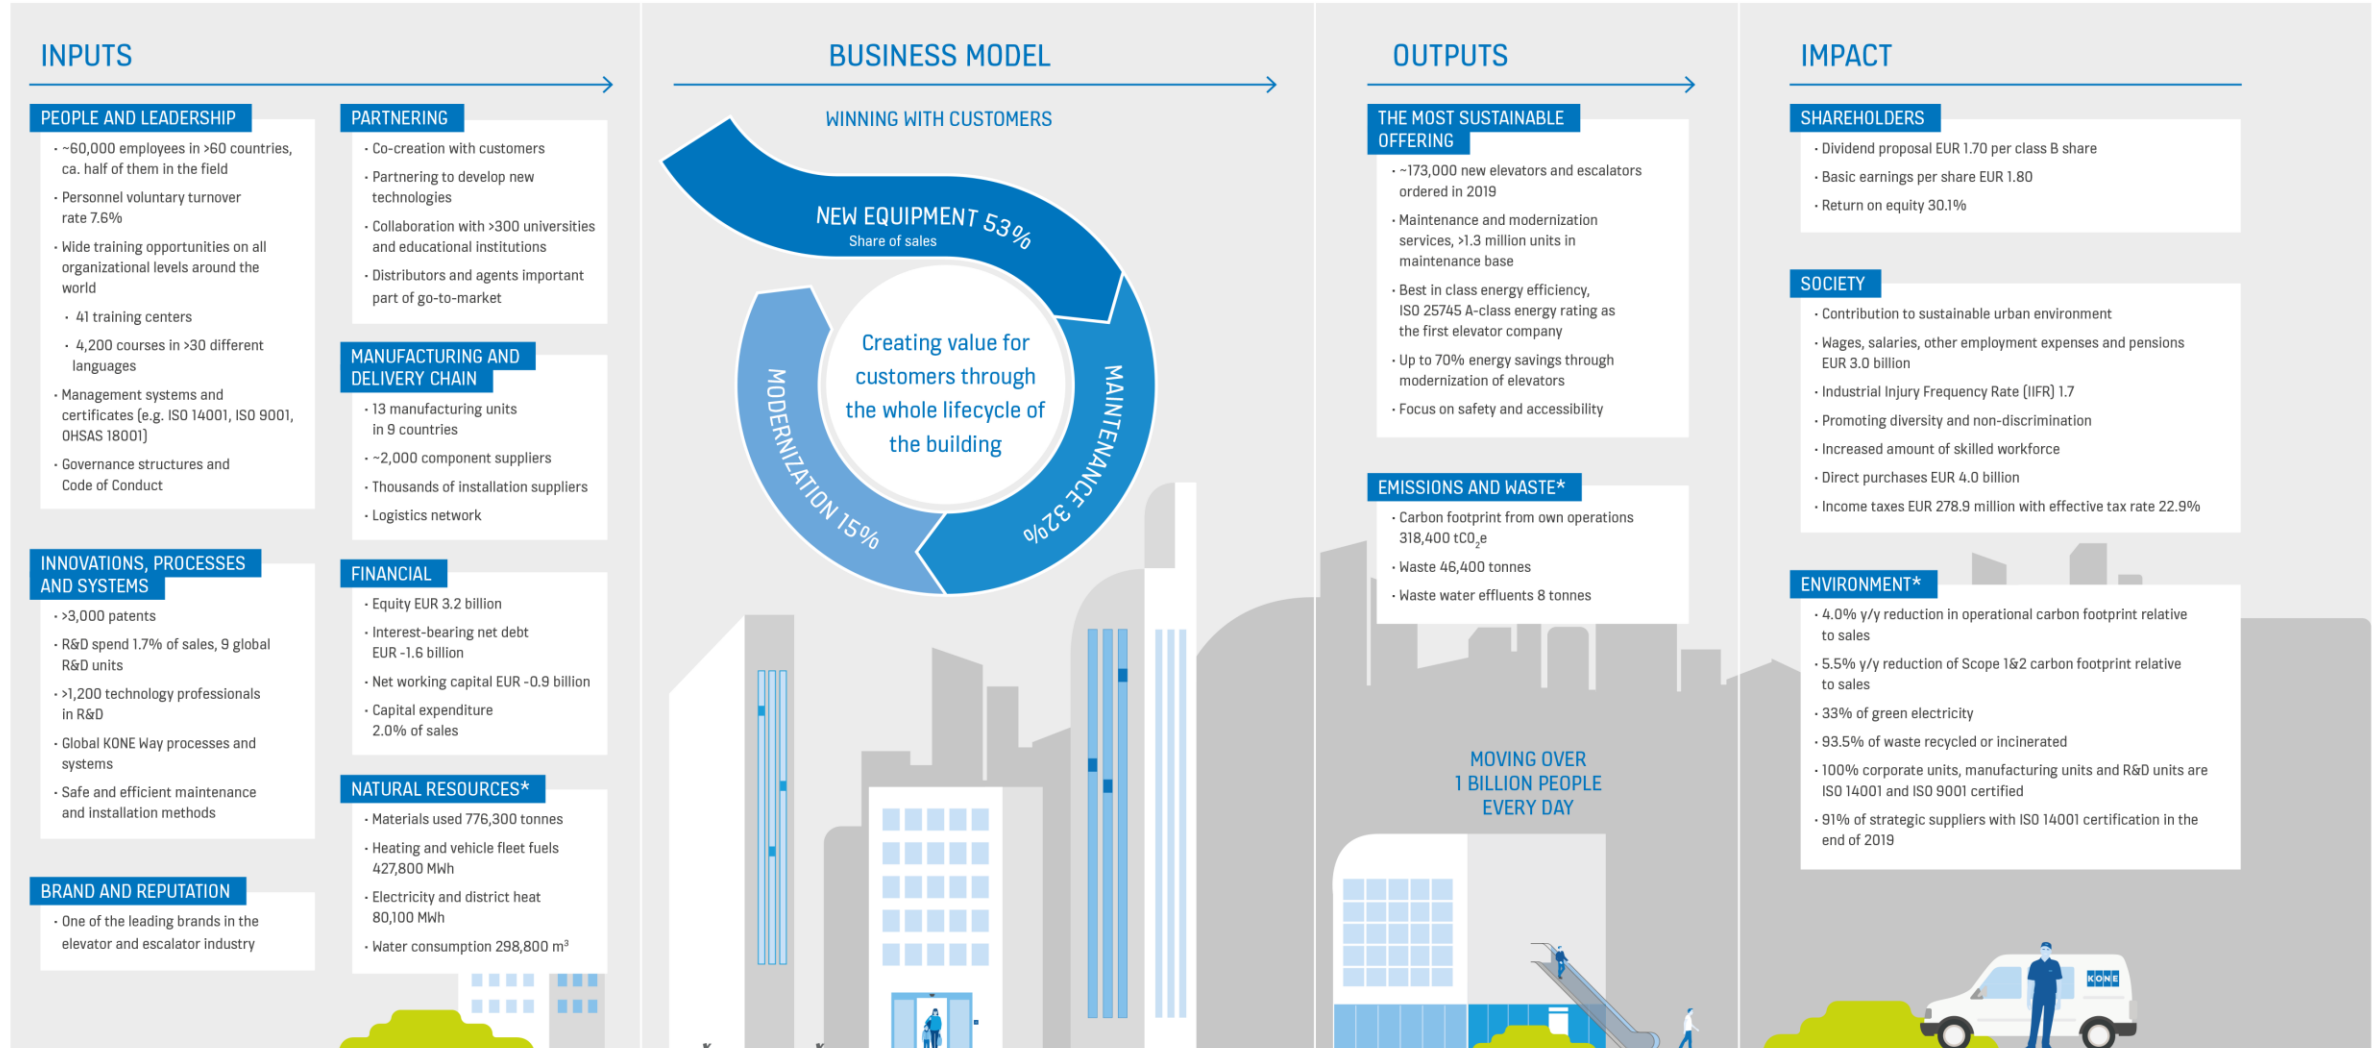 INPUTS
PEOPLE AND LEADERSHIP
· ~60,000 employees in >60 countries,
ca. half of them in the field
· Personnel voluntary turnover
rate 7.6%
· Wide training opportunities on all
organizational levels around the
world
· 41 training centers
· 4,200 courses in >30 different
languages
· Management systems and
certificates (e.g. ISO 14001, ISO 9001,
OHSAS 18001)
· Governance structures and
Code of Conduct
INNOVATIONS, PROCESSES
AND SYSTEMS
· >3,000 patents
· R&D spend 1.7% of sales, 9 global
R&D units
· >1,200 technology professionals
in R&D
· Global KONE Way processes and
systems
· Safe and efficient maintenance
and installation methods
BRAND AND REPUTATION
· One of the leading brands in the
elevator and escalator industry
PARTNERING
· Co-creation with customers
· Partnering to develop new
technologies
· Collaboration with >300 universities
and educational institutions
· Distributors and agents important
part of go-to-market
MANUFACTURING AND
DELIVERY CHAIN
· 13 manufacturing units
in 9 countries
· ~2,000 component suppliers
· Thousands of installation suppliers
· Logistics network
FINANCIAL
· Equity EUR 3.2 billion
· Interest-bearing net debt
EUR -1.6 billion
· Net working capital EUR -0.9 billion
· Capital expenditure
2.0% of sales
NATURAL RESOURCES*
· Materials used 776,300 tonnes
· Heating and vehicle fleet fuels
427,800 MWh
· Electricity and district heat
80,100 MWh
· Water consumption 298,800 m³
BUSINESS MODEL
WINNING WITH CUSTOMERS
NEW EQUIPMENT 53%
Share of sales
MAINTENANCE 32%
MODERNIZATION 15%
Creating value for
customers through
the whole lifecycle of
the building
OUTPUTS
THE MOST SUSTAINABLE
OFFERING
· ~173,000 new elevators and escalators
ordered in 2019
· Maintenance and modernization
services, >1.3 million units in
maintenance base
· Best in class energy efficiency,
ISO 25745 A-class energy rating as
the first elevator company
· Up to 70% energy savings through
modernization of elevators
· Focus on safety and accessibility
EMISSIONS AND WASTE*
· Carbon footprint from own operations
318,400 tCO₂e
· Waste 46,400 tonnes
· Waste water effluents 8 tonnes
MOVING OVER
1 BILLION PEOPLE
EVERY DAY
IMPACT
SHAREHOLDERS
· Dividend proposal EUR 1.70 per class B share
· Basic earnings per share EUR 1.80
· Return on equity 30.1%
SOCIETY
· Contribution to sustainable urban environment
· Wages, salaries, other employment expenses and pensions
EUR 3.0 billion
· Industrial Injury Frequency Rate (IIFR) 1.7
· Promoting diversity and non-discrimination
· Increased amount of skilled workforce
· Direct purchases EUR 4.0 billion
· Income taxes EUR 278.9 million with effective tax rate 22.9%
ENVIRONMENT*
· 4.0% y/y reduction in operational carbon footprint relative
to sales
· 5.5% y/y reduction of Scope 1&2 carbon footprint relative
to sales
· 33% of green electricity
· 93.5% of waste recycled or incinerated
· 100% corporate units, manufacturing units and R&D units are
ISO 14001 and ISO 9001 certified
· 91% of strategic suppliers with ISO 14001 certification in the
end of 2019
KONE